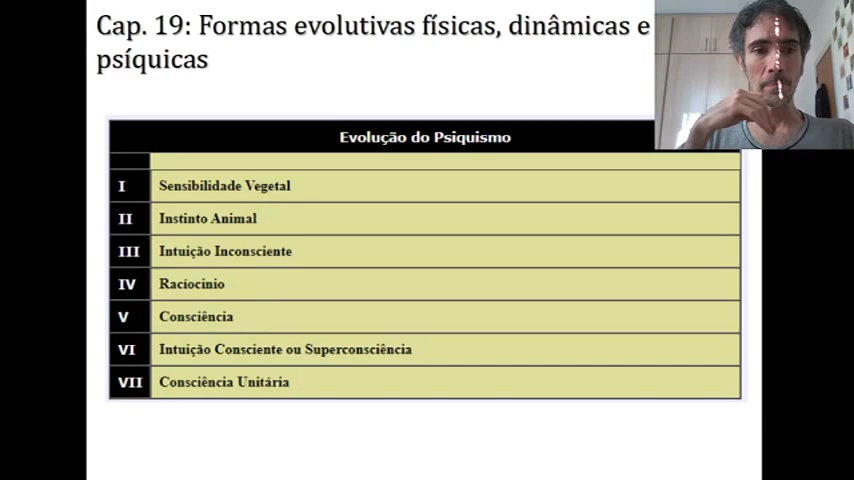 Cap. 19: Formas evolutivas físicas, dinâmicas e
psíquicas
Evolução do Psiquismo
I Sensibilidade Vegetal
II Instinto Animal
III Intuição Inconsciente
IV Raciocinio
V Consciência
VI Intuição Consciente ou Superconsciência
VII Consciência Unitária